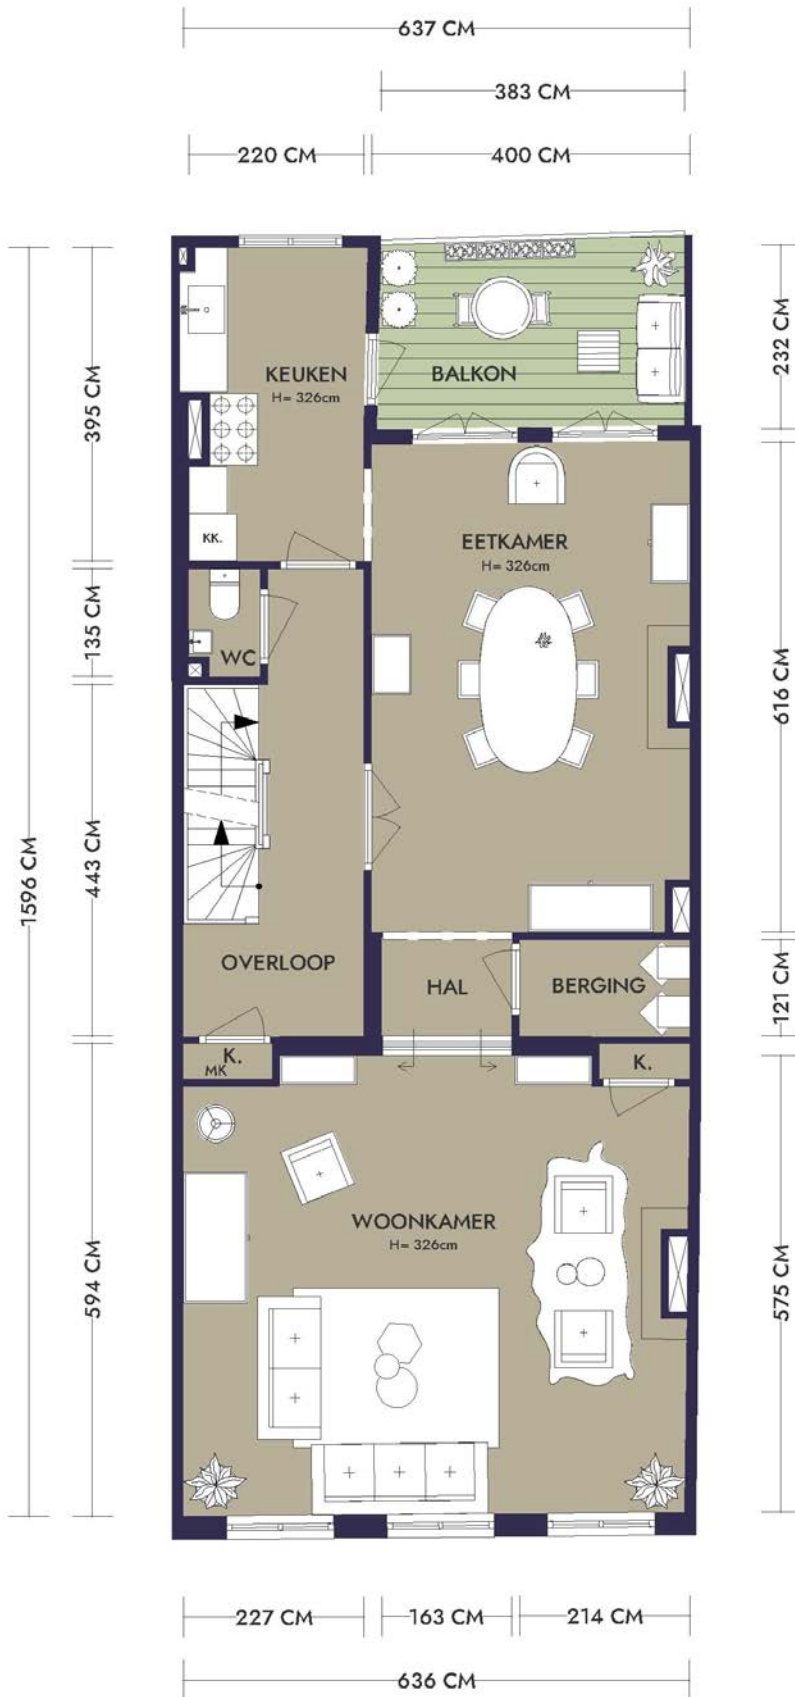 637 CM
383 CM
220 CM
400 CM
395 CM
232 CM
KEUKEN
H= 326cm
BALKON
KK.
EETKAMER
H= 326cm
135 CM
WC
616 CM
443 CM
1596 CM
OVERLOOP
HAL
BERGING
121 CM
K.
MK
K.
WOONKAMER
H= 326cm
594 CM
575 CM
227 CM
163 CM
214 CM
636 CM